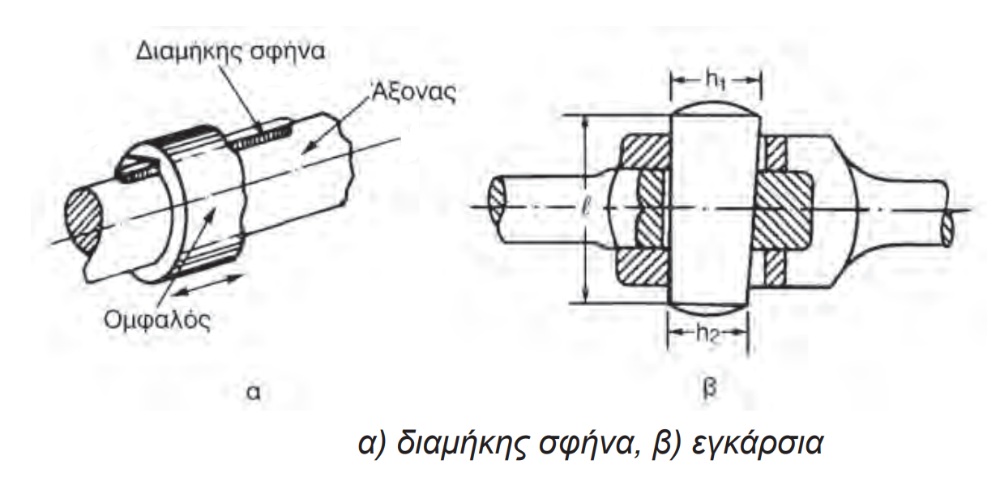 Διαμήκης σφήνα
Άξονας
Ομφαλός
α
h₁
ℓ
h₂
β
α) διαμήκης σφήνα, β) εγκάρσια